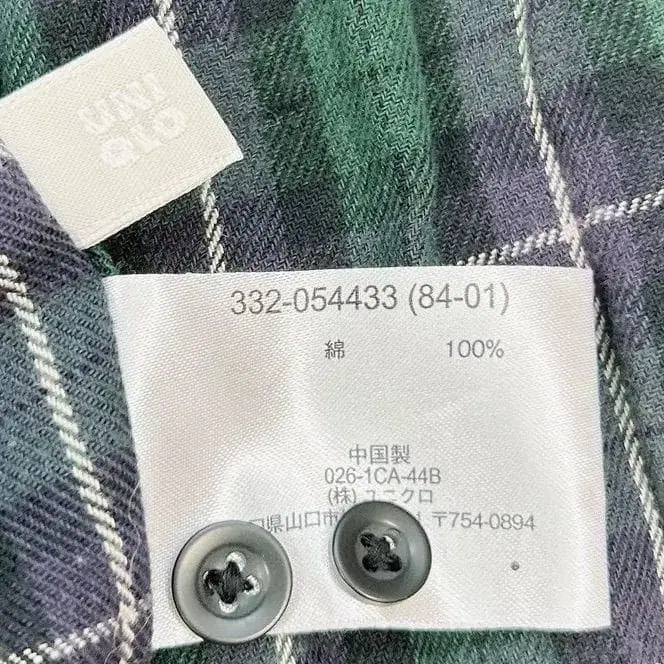 UNI
QLO
332-054433 (84-01)
綿 100%
中国製
026-1CA-44B
(株) ユニクロ
県山口市 〒754-0894